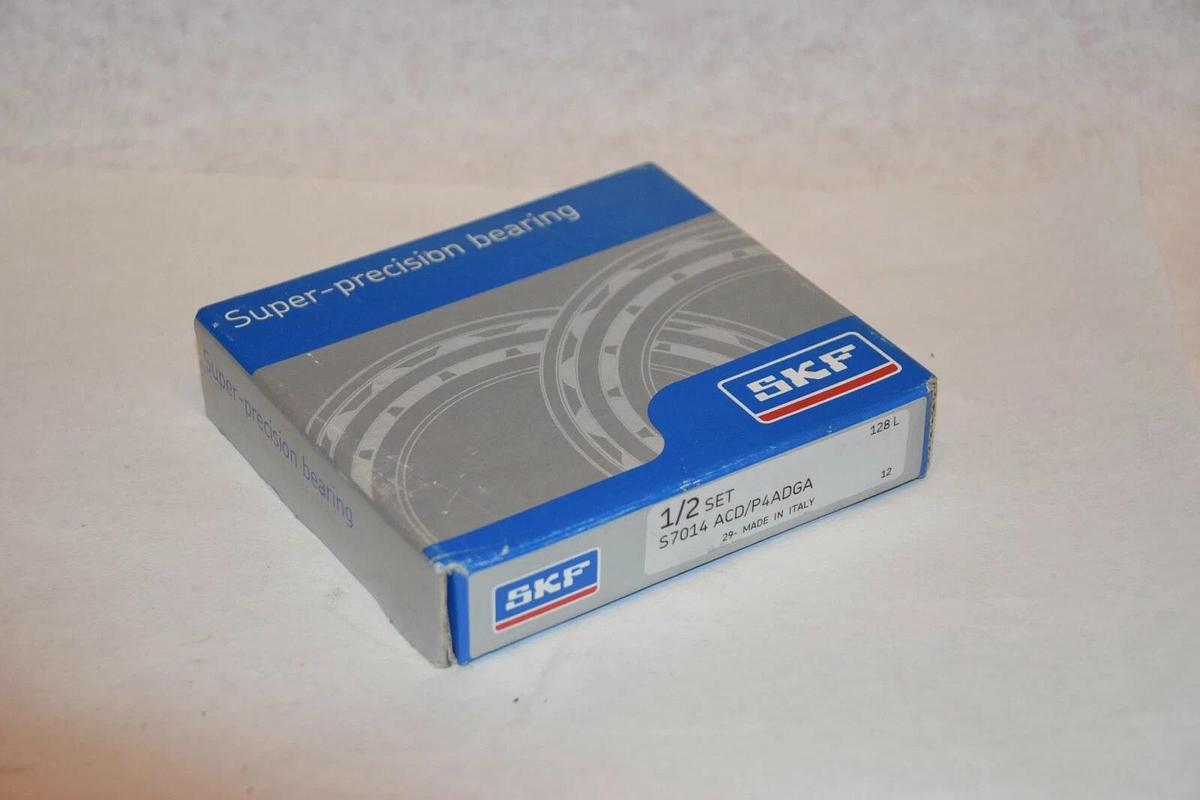 Super-precision bearing
SKF
Super-precision bearing
SKF
1/2 SET
S7014 ACD/P4ADGA
29- MADE IN ITALY
128 L
12